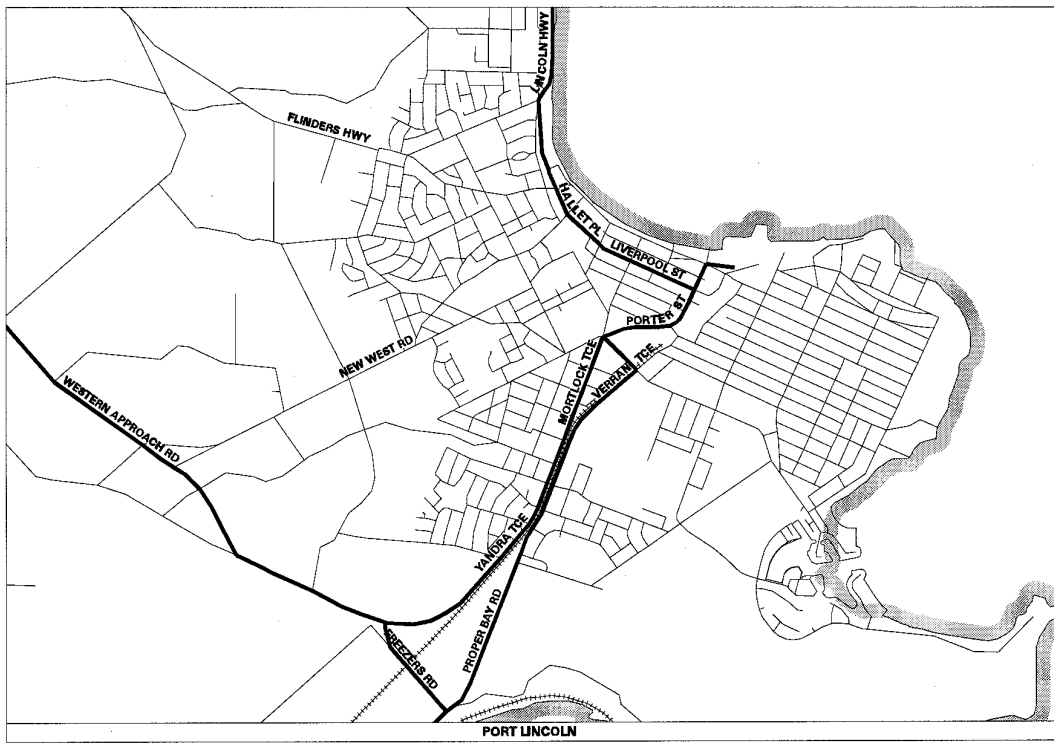 LINCOLN HWY
FLINDERS HWY
HALLET PL
LIVERPOOL ST
PORTER ST
NEW WEST RD
MORTLOCK TCE
VERRAN TCE
WESTERN APPROACH RD
YANDRA TCE
PROPER BAY RD
FREEZERS RD
PORT LINCOLN